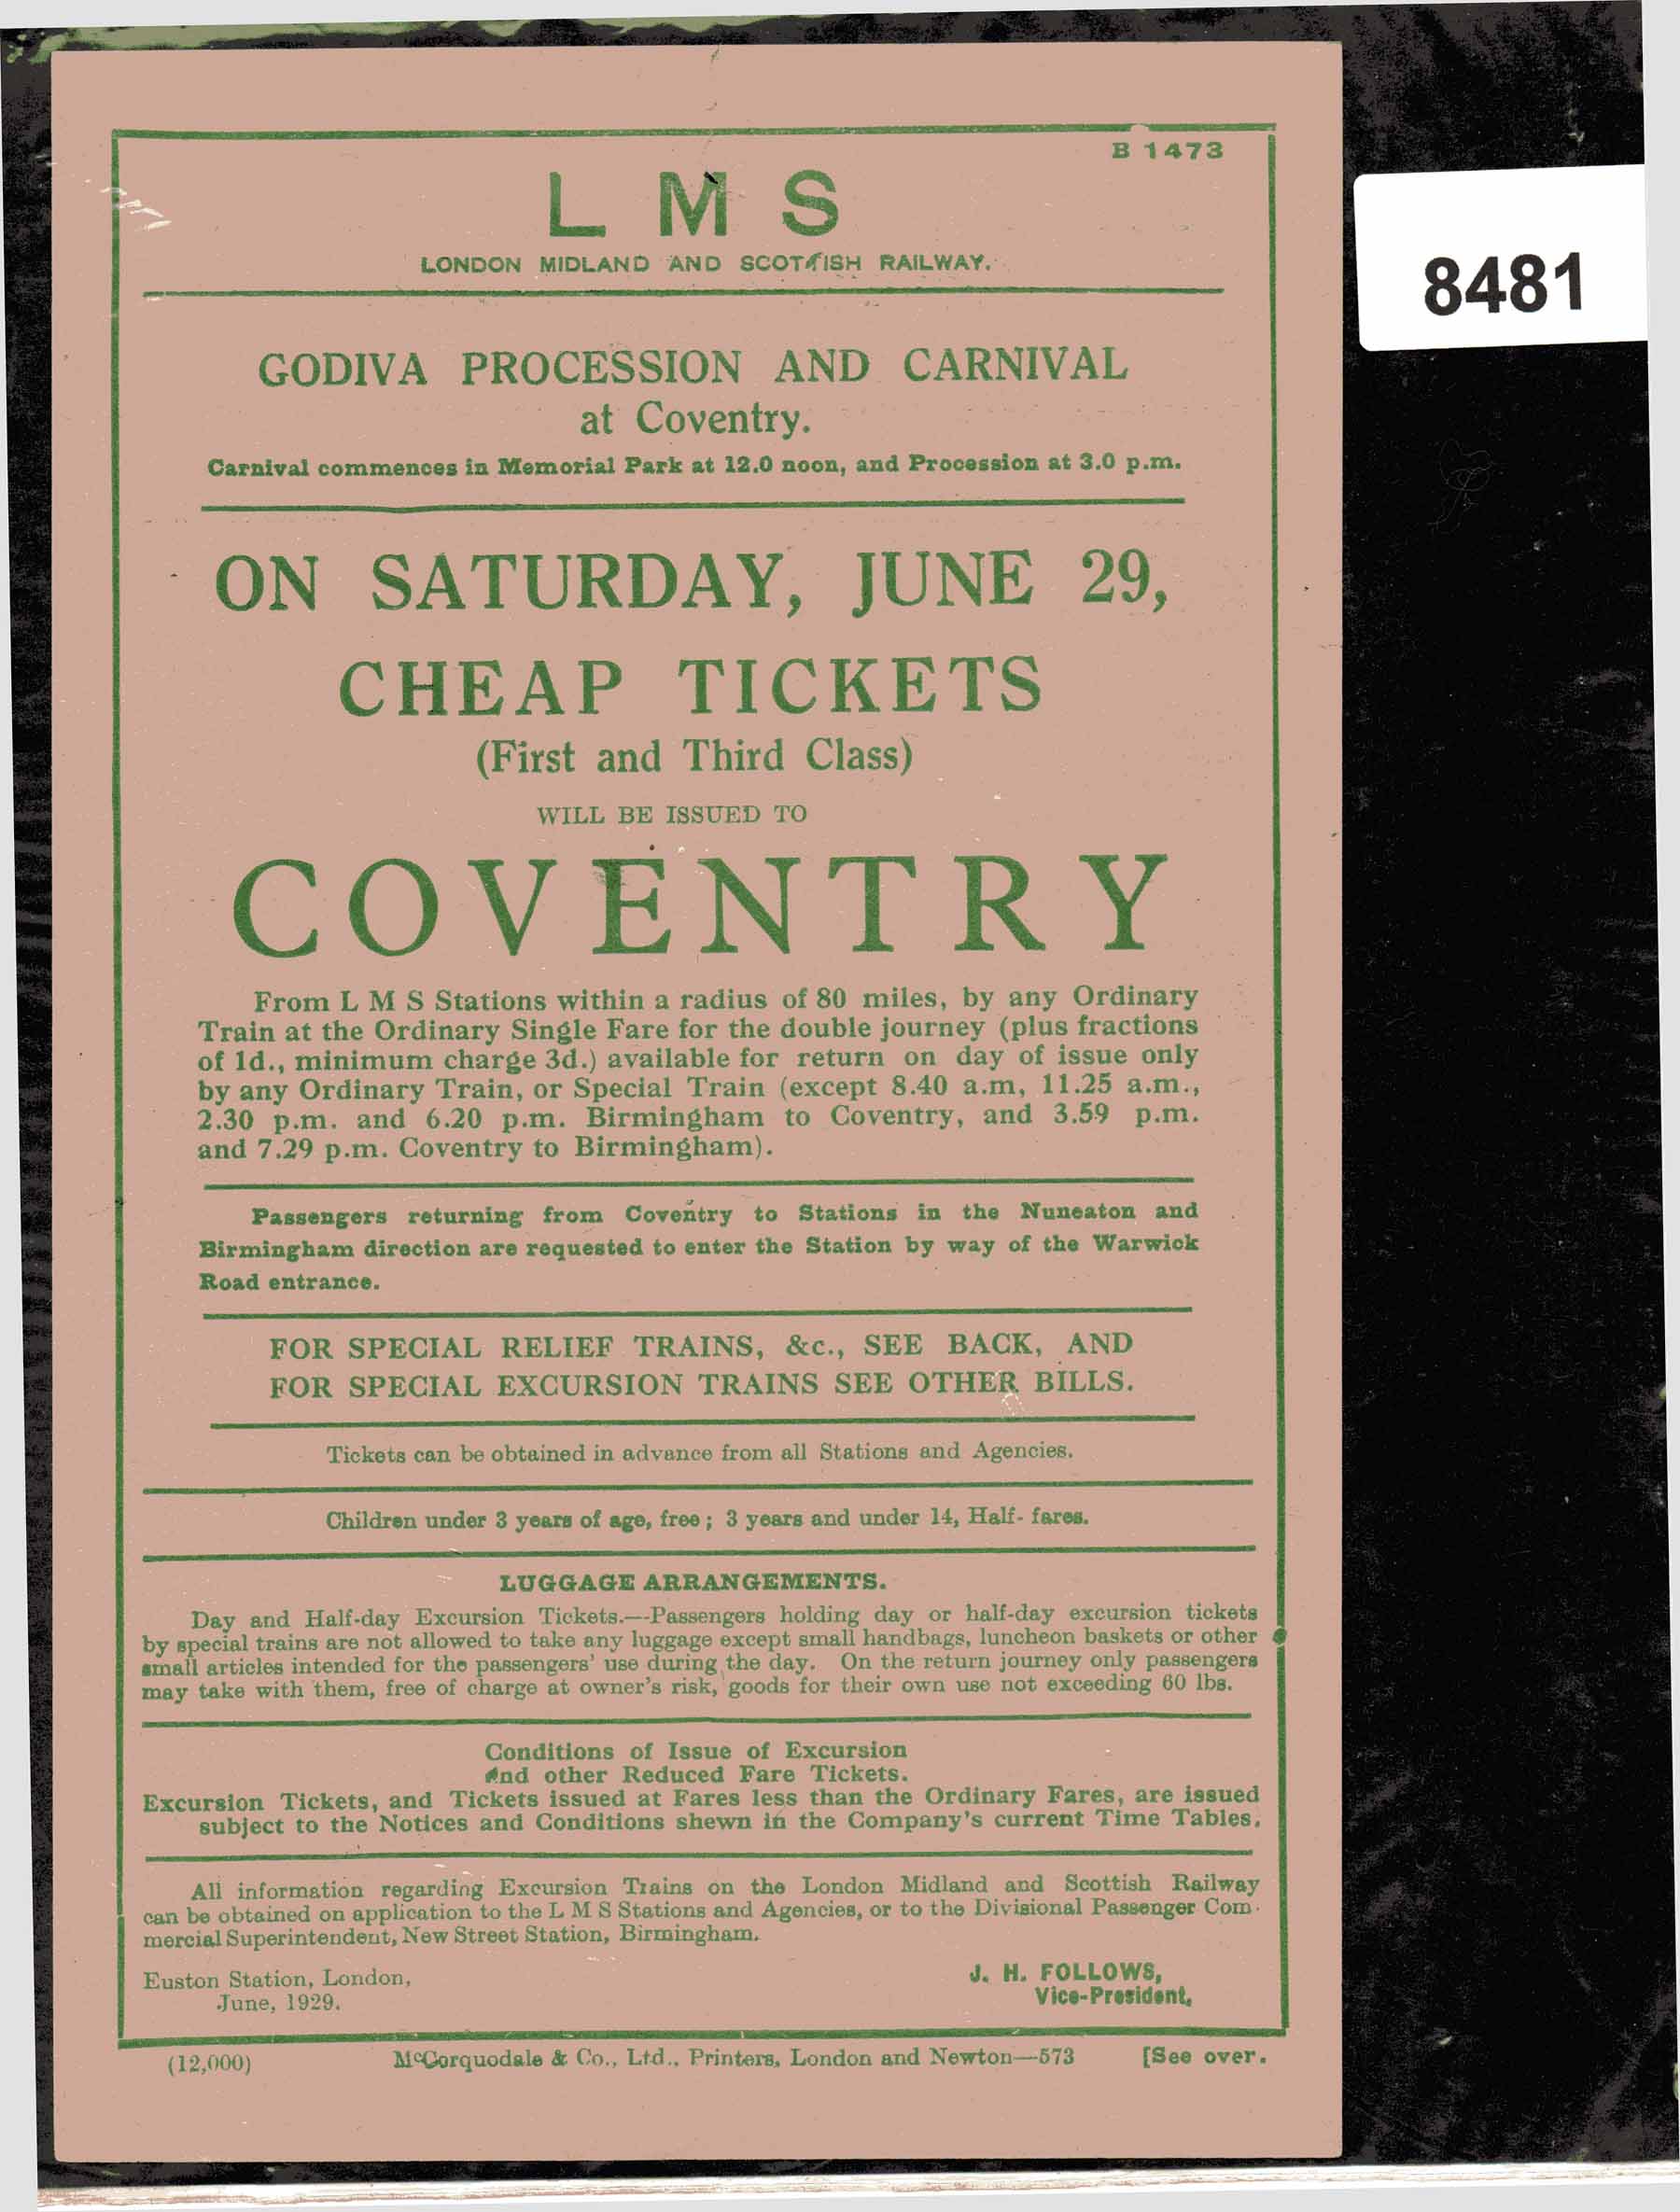 B 1473
L M S
LONDON MIDLAND AND SCOTTISH RAILWAY.
8481
GODIVA PROCESSION AND CARNIVAL
at Coventry.
Carnival commences in Memorial Park at 12.0 noon, and Procession at 3.0 p.m.
ON SATURDAY, JUNE 29,
CHEAP TICKETS
(First and Third Class)
WILL BE ISSUED TO
COVENTRY
From L M S Stations within a radius of 80 miles, by any Ordinary
Train at the Ordinary Single Fare for the double journey (plus fractions
of 1d., minimum charge 3d.) available for return on day of issue only
by any Ordinary Train, or Special Train (except 8.40 a.m, 11.25 a.m.,
2.30 p.m. and 6.20 p.m. Birmingham to Coventry, and 3.59 p.m.
and 7.29 p.m. Coventry to Birmingham).
Passengers returning from Coventry to Stations in the Nuneaton and
Birmingham direction are requested to enter the Station by way of the Warwick
Road entrance.
FOR SPECIAL RELIEF TRAINS, &c., SEE BACK, AND
FOR SPECIAL EXCURSION TRAINS SEE OTHER BILLS.
Tickets can be obtained in advance from all Stations and Agencies.
Children under 3 years of age, free; 3 years and under 14, Half-fares.
LUGGAGE ARRANGEMENTS.
Day and Half-day Excursion Tickets.—-Passengers holding day or half-day excursion tickets
by special trains are not allowed to take any luggage except small handbags, luncheon baskets or other
small articles intended for the passengers' use during the day. On the return journey only passengers
may take with them, free of charge at owner's risk, goods for their own use not exceeding 60 lbs.
Conditions of Issue of Excursion
And other Reduced Fare Tickets.
Excursion Tickets, and Tickets issued at Fares less than the Ordinary Fares, are issued
subject to the Notices and Conditions shewn in the Company's current Time Tables.
All information regarding Excursion Trains on the London Midland and Scottish Railway
can be obtained on application to the L M S Stations and Agencies, or to the Divisional Passenger Com-
mercial Superintendent, New Street Station, Birmingham.
Euston Station, London,
June, 1929.
J. H. FOLLOWS,
Vice-President.
(12,000) McCorquodale & Co., Ltd., Printers, London and Newton—573 [See over.